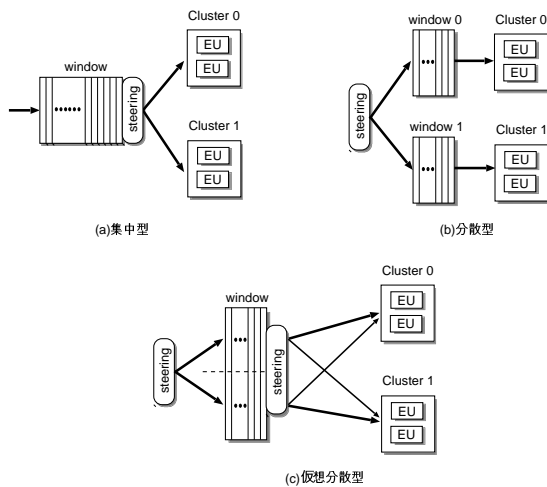 Cluster 0
window
EU
EU
steering
Cluster 1
EU
EU
(a)集中型
window 0
Cluster 0
EU
EU
steering
window 1
Cluster 1
EU
EU
(b)分散型
Cluster 0
window
EU
EU
steering
steering
Cluster 1
EU
EU
(c)仮想分散型